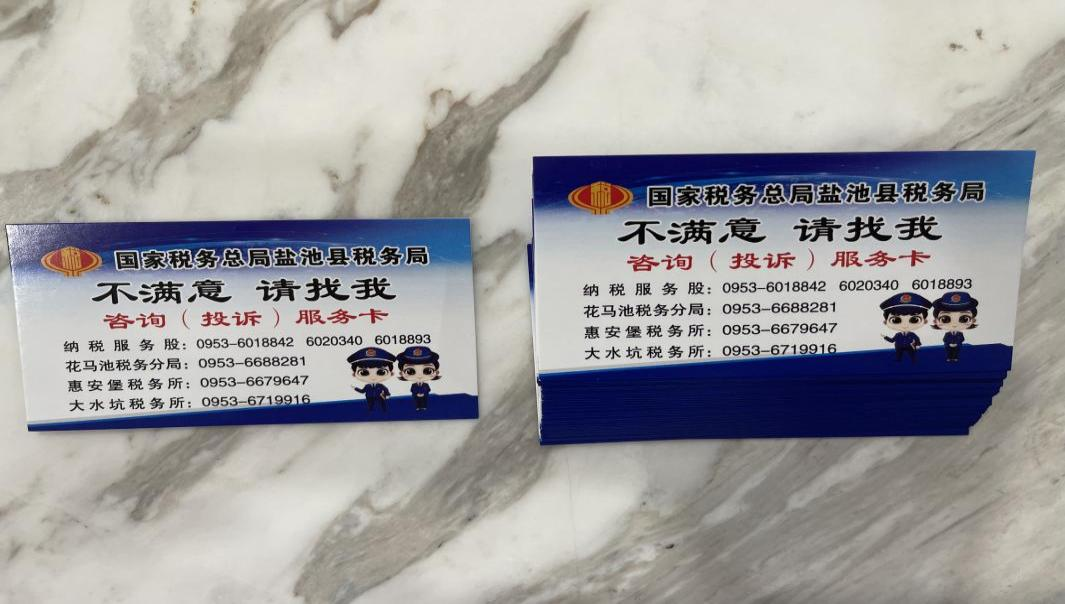 国家税务总局盐池县税务局
不满意 请找我
咨询（投诉）服务卡
纳税服务股：0953-6018842 6020340 6018893
花马池税务分局：0953-6688281
惠安堡税务所：0953-6679647
大水坑税务所：0953-6719916
国家税务总局盐池县税务局
不满意 请找我
咨询（投诉）服务卡
纳税服务股：0953-6018842 6020340 6018893
花马池税务分局：0953-6688281
惠安堡税务所：0953-6679647
大水坑税务所：0953-6719916